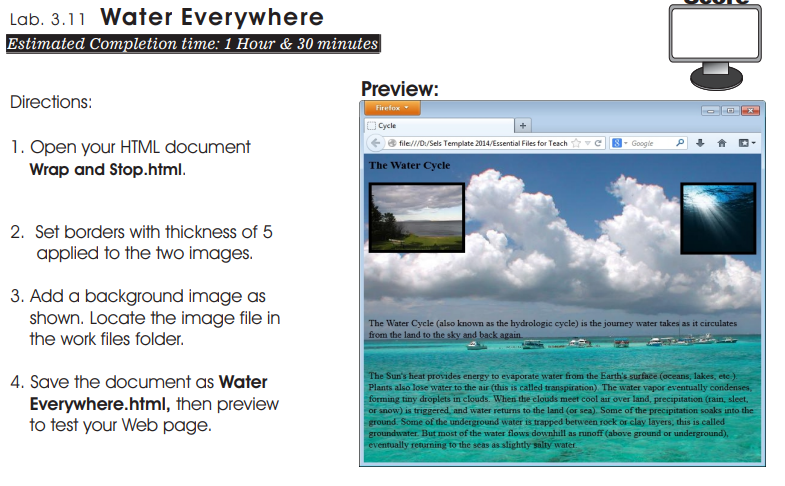 Score
Lab. 3.11 Water Everywhere
Estimated Completion time: 1 Hour & 30 minutes
Directions:
1. Open your HTML document
Wrap and Stop.html.
2. Set borders with thickness of 5
applied to the two images.
3. Add a background image as
shown. Locate the image file in
the work files folder.
4. Save the document as Water
Everywhere.html, then preview
to test your Web page.
Preview:
Firefox
Cycle
file:///D:/Sels Template 2014/Essential Files for Teach
Google
The Water Cycle
The Water Cycle (also known as the hydrologic cycle) is the journey water takes as it circulates
from the land to the sky and back again.
The Sun's heat provides energy to evaporate water from the Earth's surface (oceans, lakes, etc.).
Plants also lose water to the air (this is called transpiration). The water vapor eventually condenses,
forming tiny droplets in clouds. When the clouds meet cool air over land, precipitation (rain, sleet,
or snow) is triggered, and water returns to the land (or sea). Some of the precipitation soaks into the
ground. Some of the underground water is trapped between rock or clay layers; this is called
groundwater. But most of the water flows downhill as runoff (above ground or underground),
eventually returning to the seas as slightly salty water.